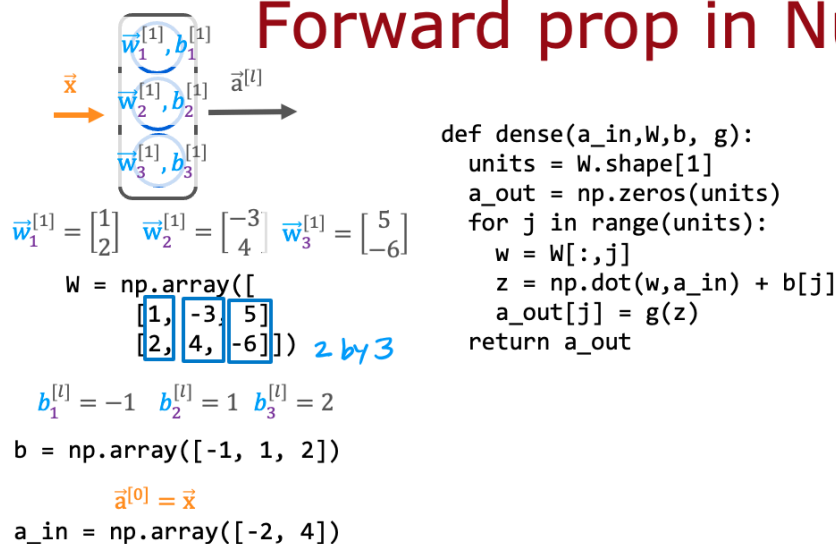 Forward prop in Nu
w⃗₁^[1], b₁^[1]
x⃗
w⃗₂^[1], b₂^[1]
a⃗^[l]
w⃗₃^[1], b₃^[1]
w⃗₁^[1] = [1 2] w⃗₂^[1] = [-3 4] w⃗₃^[1] = [5 -6]
W = np.array([
[1, -3, 5]
[2, 4, -6]]) 2 by 3
b₁^[l] = -1 b₂^[l] = 1 b₃^[l] = 2
b = np.array([-1, 1, 2])
a⃗^[0] = x⃗
a_in = np.array([-2, 4])
def dense(a_in,W,b, g):
units = W.shape[1]
a_out = np.zeros(units)
for j in range(units):
w = W[:,j]
z = np.dot(w,a_in) + b[j]
a_out[j] = g(z)
return a_out